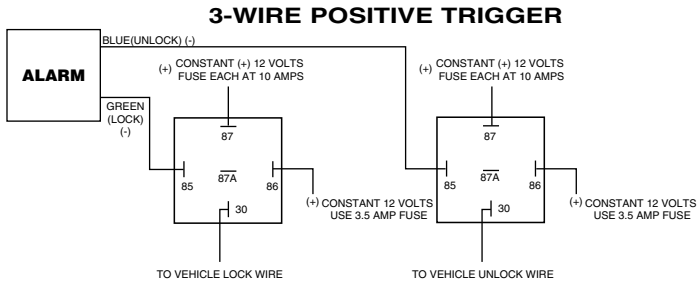 3-WIRE POSITIVE TRIGGER
BLUE(UNLOCK) (-)
ALARM
(+) CONSTANT (+) 12 VOLTS
FUSE EACH AT 10 AMPS
(+) CONSTANT (+) 12 VOLTS
FUSE EACH AT 10 AMPS
GREEN
(LOCK)
(-)
87
87A
85
86
30
(+) CONSTANT 12 VOLTS
USE 3.5 AMP FUSE
87
87A
85
86
30
(+) CONSTANT 12 VOLTS
USE 3.5 AMP FUSE
TO VEHICLE LOCK WIRE
TO VEHICLE UNLOCK WIRE